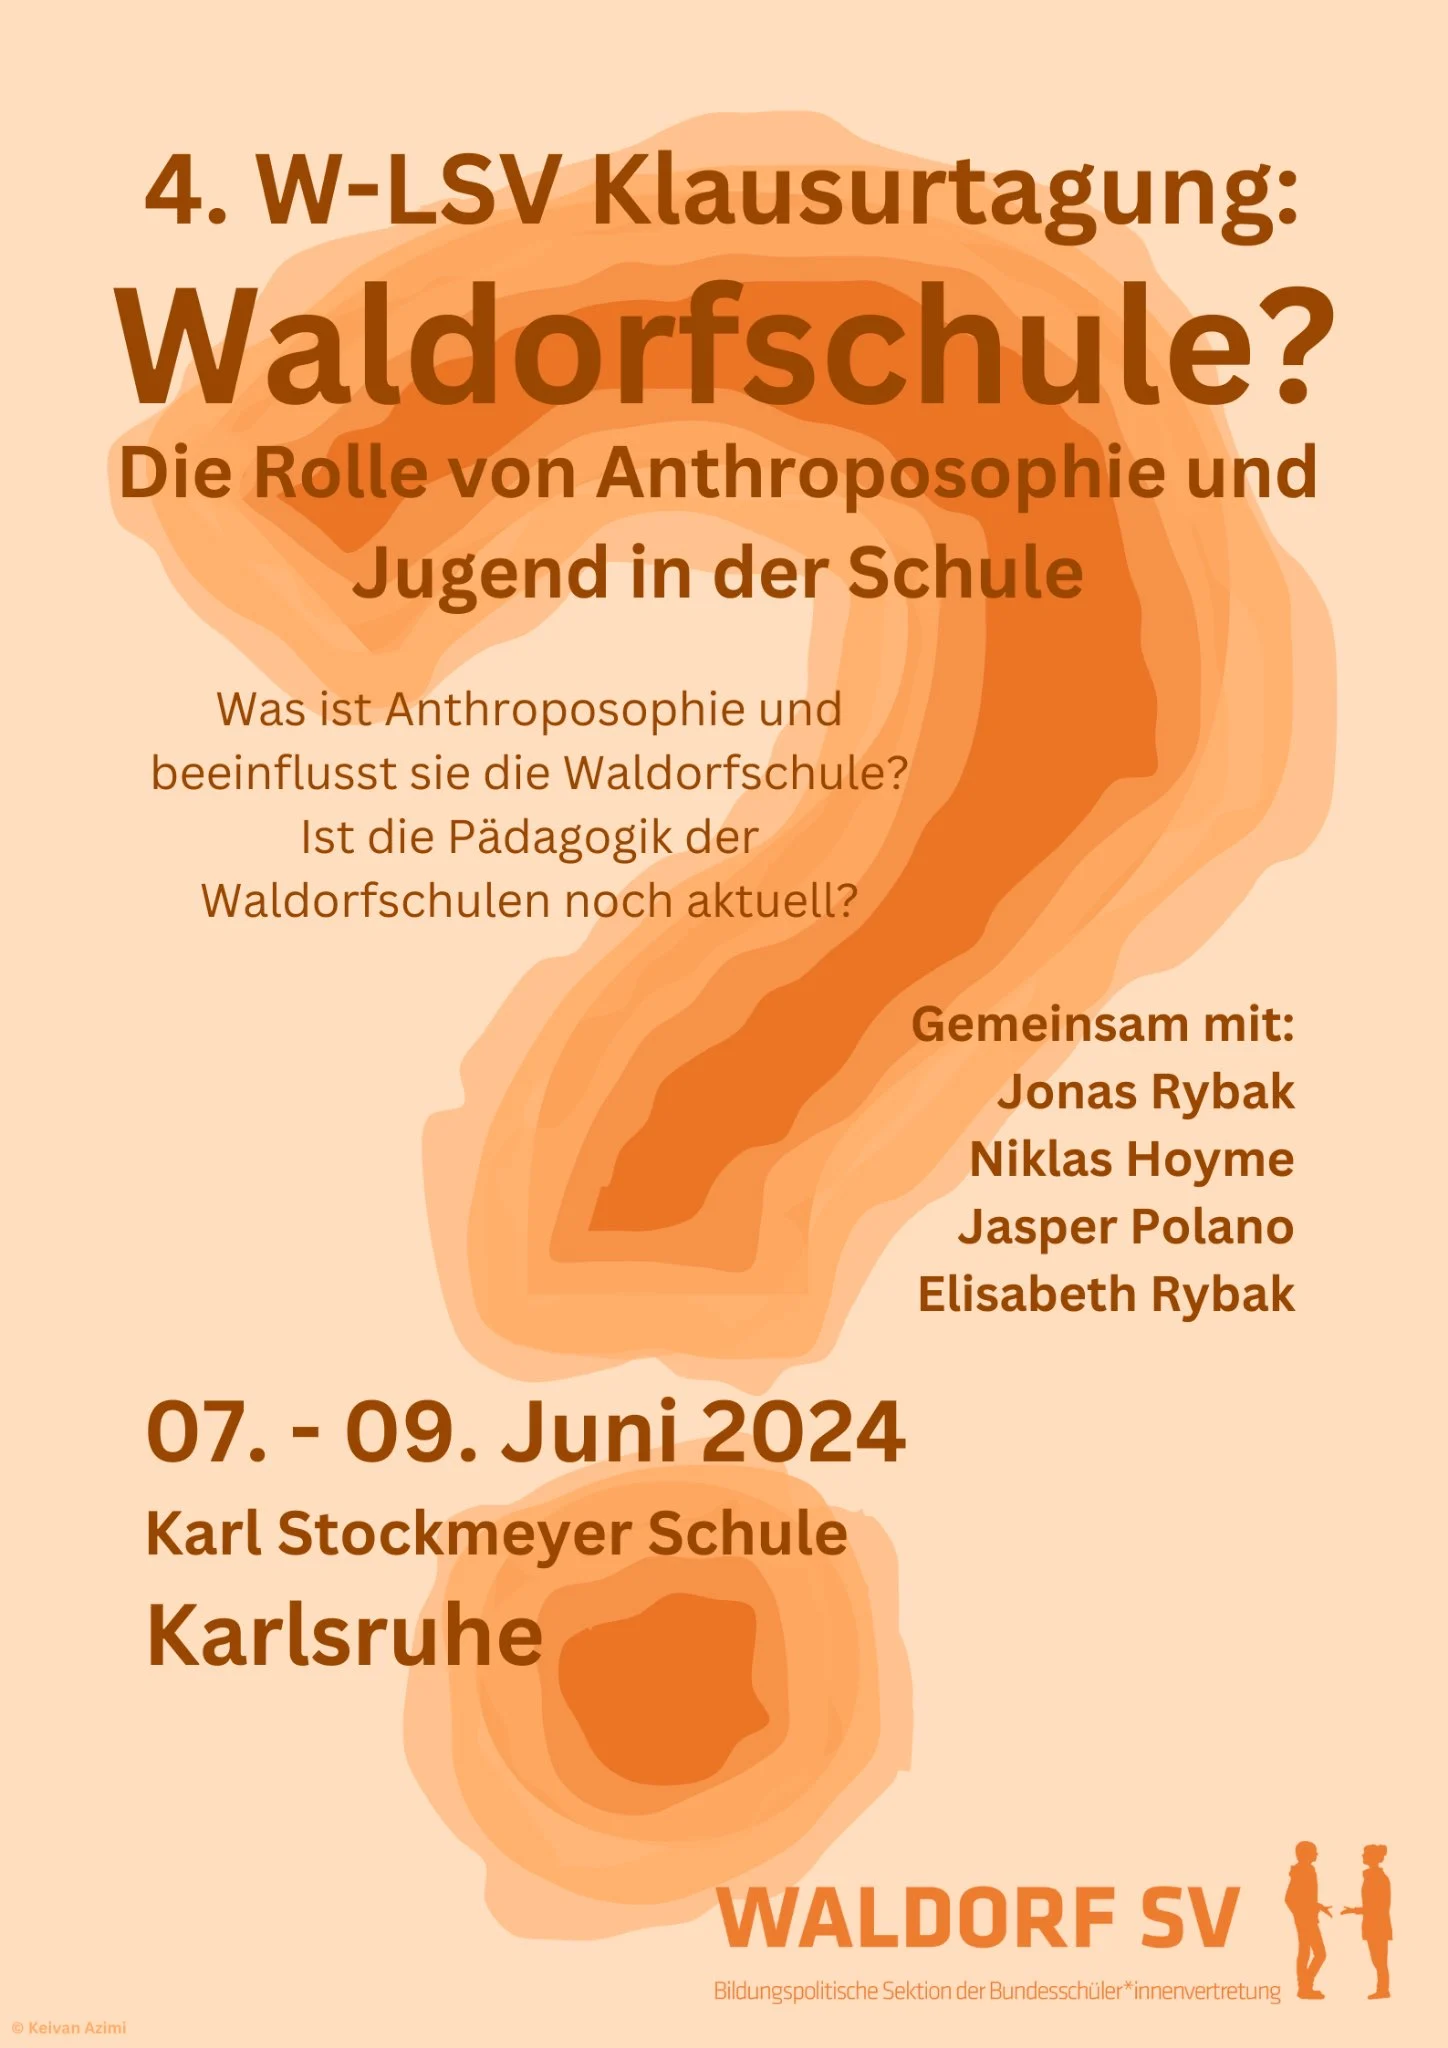 4. W-LSV Klausurtagung:
Waldorfschule?
Die Rolle von Anthroposophie und
Jugend in der Schule
Was ist Anthroposophie und
beeinflusst sie die Waldorfschule?
Ist die Pädagogik der
Waldorfschulen noch aktuell?
Gemeinsam mit:
Jonas Rybak
Niklas Hoyme
Jasper Polano
Elisabeth Rybak
07. - 09. Juni 2024
Karl Stockmeyer Schule
Karlsruhe
WALDORF SV
Bildungspolitische Sektion der Bundesschüler*innenvertretung
© Keivan Azimi